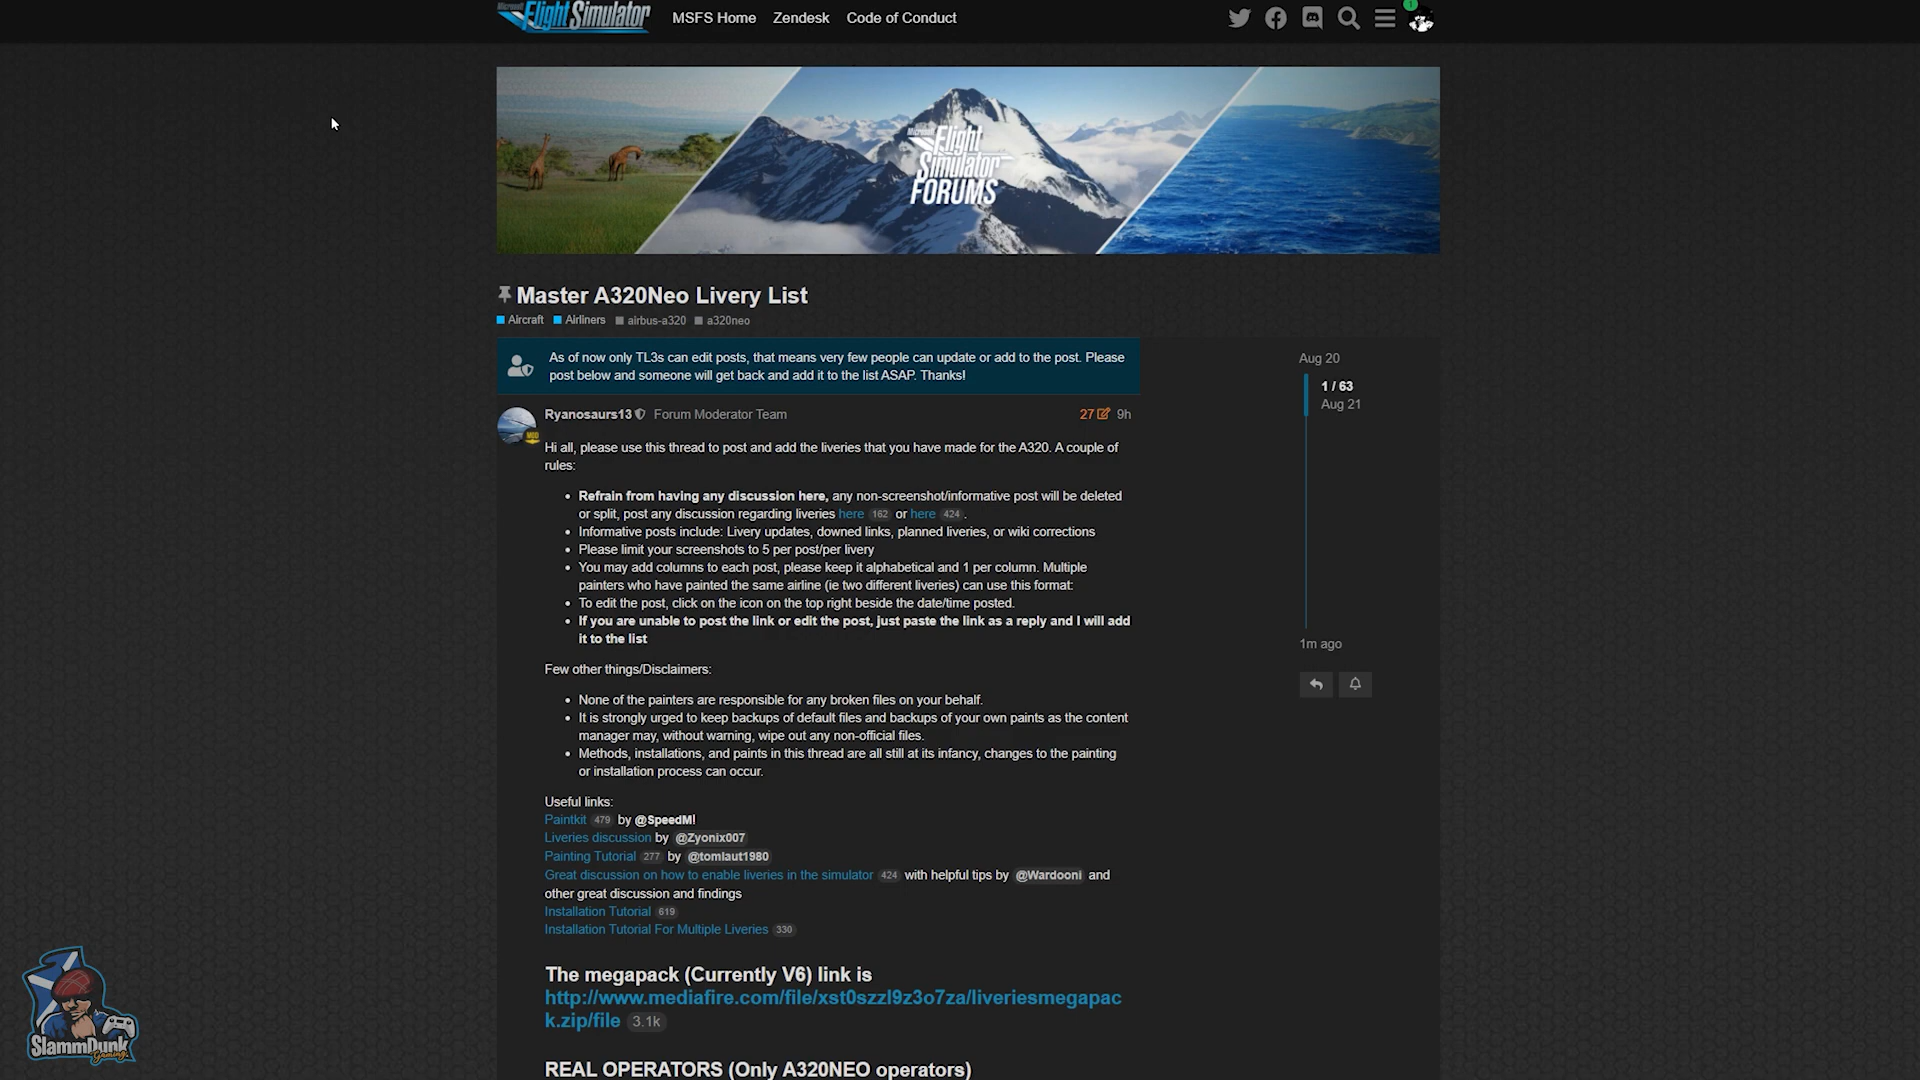 Microsoft
Flight Simulator
MSFS Home Zendesk Code of Conduct
1
Microsoft
Flight
Simulator
FORUMS
Master A320Neo Livery List
Aircraft Airliners airbus-a320 a320neo
As of now only TL3s can edit posts, that means very few people can update or add to the post. Please
post below and someone will get back and add it to the list ASAP. Thanks!
Aug 20
1 / 63
Aug 21
Ryanosaurs13 Forum Moderator Team 27 9h
MOD
Hi all, please use this thread to post and add the liveries that you have made for the A320. A couple of
rules:
• Refrain from having any discussion here, any non-screenshot/informative post will be deleted
or split, post any discussion regarding liveries here 162 or here 424 .
• Informative posts include: Livery updates, downed links, planned liveries, or wiki corrections
• Please limit your screenshots to 5 per post/per livery
• You may add columns to each post, please keep it alphabetical and 1 per column. Multiple
painters who have painted the same airline (ie two different liveries) can use this format:
• To edit the post, click on the icon on the top right beside the date/time posted.
• If you are unable to post the link or edit the post, just paste the link as a reply and I will add
it to the list
1m ago
Few other things/Disclaimers:
• None of the painters are responsible for any broken files on your behalf.
• It is strongly urged to keep backups of default files and backups of your own paints as the content
manager may, without warning, wipe out any non-official files.
• Methods, installations, and paints in this thread are all still at its infancy, changes to the painting
or installation process can occur.
Useful links:
Paintkit 479 by @SpeedM!
Liveries discussion by @Zyonix007
Painting Tutorial 277 by @tomlaut1980
Great discussion on how to enable liveries in the simulator 424 with helpful tips by @Wardooni and
other great discussion and findings
Installation Tutorial 619
Installation Tutorial For Multiple Liveries 330
The megapack (Currently V6) link is
http://www.mediafire.com/file/xst0szzl9z3o7za/liveriesmegapac
k.zip/file 3.1k
REAL OPERATORS (Only A320NEO operators)
SlammDunk
Gaming